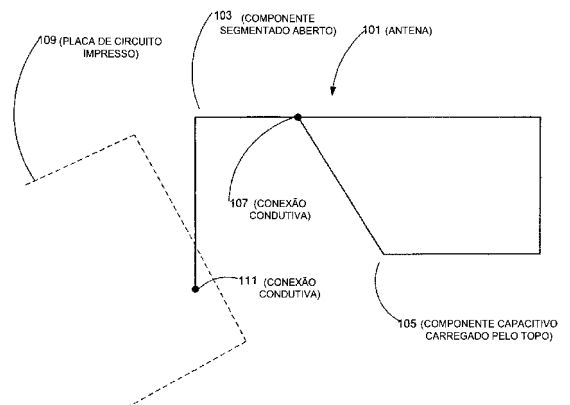 103 (COMPONENTE
SEGMENTADO ABERTO)
101 (ANTENA)
109 (PLACA DE CIRCUITO
IMPRESSO)
107 (CONEXÃO
CONDUTIVA)
111 (CONEXÃO
CONDUTIVA)
105 (COMPONENTE CAPACITIVO
CARREGADO PELO TOPO)